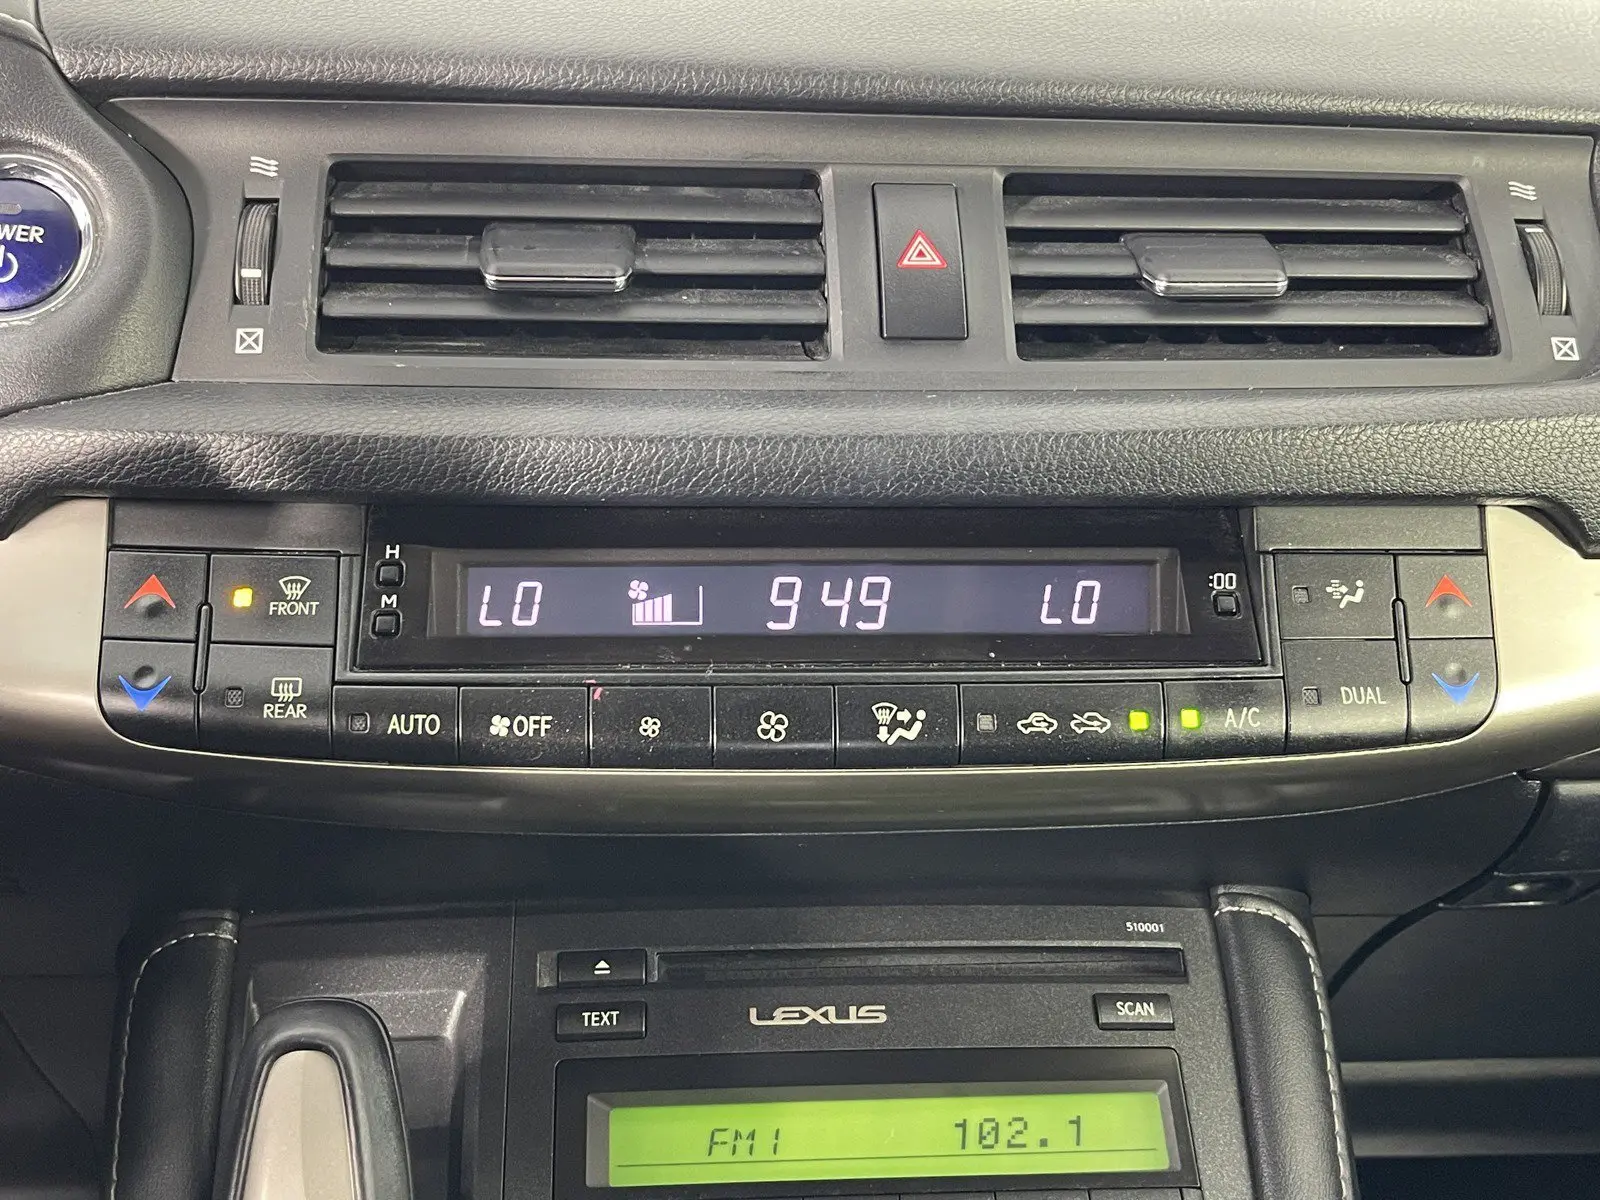 WER
H
M
FRONT
LO
949
LO
:00
REAR
AUTO
OFF
A/C
DUAL
510001
TEXT
LEXUS
SCAN
FM1
102.1